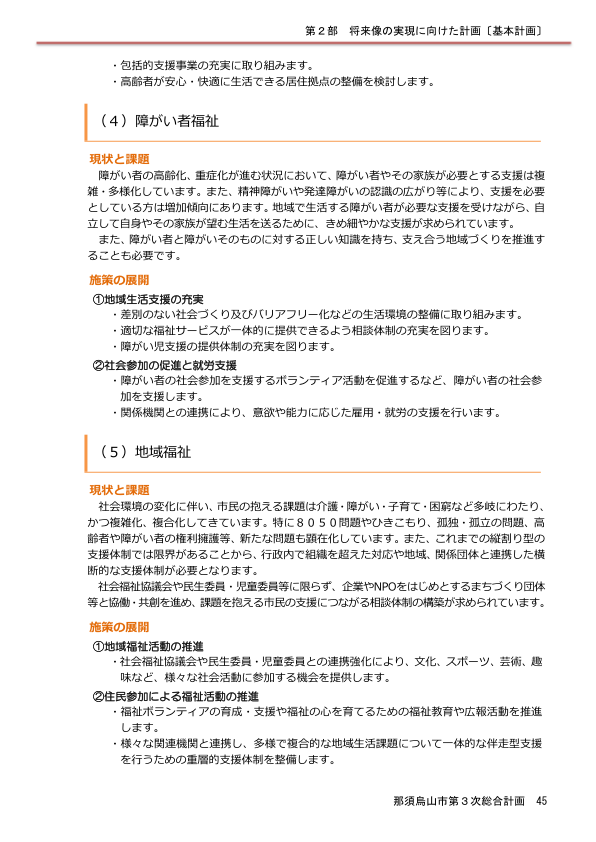 第２部　将来像の実現に向けた計画〔基本計画〕
・包括的支援事業の充実に取り組みます。
・高齢者が安心・快適に生活できる居住拠点の整備を検討します。
（４）障がい者福祉
現状と課題
障がい者の高齢化、重症化が進む状況において、障がい者やその家族が必要とする支援は複
雑・多様化しています。また、精神障がいや発達障がいの認識の広がり等により、支援を必要
としている方は増加傾向にあります。地域で生活する障がい者が必要な支援を受けながら、自
立して自身やその家族が望む生活を送るために、きめ細やかな支援が求められています。
また、障がい者と障がいそのものに対する正しい知識を持ち、支え合う地域づくりを推進す
ることも必要です。
施策の展開
①地域生活支援の充実
・差別のない社会づくり及びバリアフリー化などの生活環境の整備に取り組みます。
・適切な福祉サービスが一体的に提供できるよう相談体制の充実を図ります。
・障がい児支援の提供体制の充実を図ります。
②社会参加の促進と就労支援
・障がい者の社会参加を支援するボランティア活動を促進するなど、障がい者の社会参
加を支援します。
・関係機関との連携により、意欲や能力に応じた雇用・就労の支援を行います。
（５）地域福祉
現状と課題
社会環境の変化に伴い、市民の抱える課題は介護・障がい・子育て・困窮など多岐にわたり、
かつ複雑化、複合化してきています。特に８０５０問題やひきこもり、孤独・孤立の問題、高
齢者や障がい者の権利擁護等、新たな問題も顕在化しています。また、これまでの縦割り型の
支援体制では限界があることから、行政内で組織を超えた対応や地域、関係団体と連携した横
断的な支援体制が必要となります。
社会福祉協議会や民生委員・児童委員等に限らず、企業やNPOをはじめとするまちづくり団体
等と協働・共創を進め、課題を抱える市民の支援につながる相談体制の構築が求められています。
施策の展開
①地域福祉活動の推進
・社会福祉協議会や民生委員・児童委員との連携強化により、文化、スポーツ、芸術、趣
味など、様々な社会活動に参加する機会を提供します。
②住民参加による福祉活動の推進
・福祉ボランティアの育成・支援や福祉の心を育てるための福祉教育や広報活動を推進
します。
・様々な関連機関と連携し、多様で複合的な地域生活課題について一体的な伴走型支援
を行うための重層的支援体制を整備します。
那須烏山市第３次総合計画　45